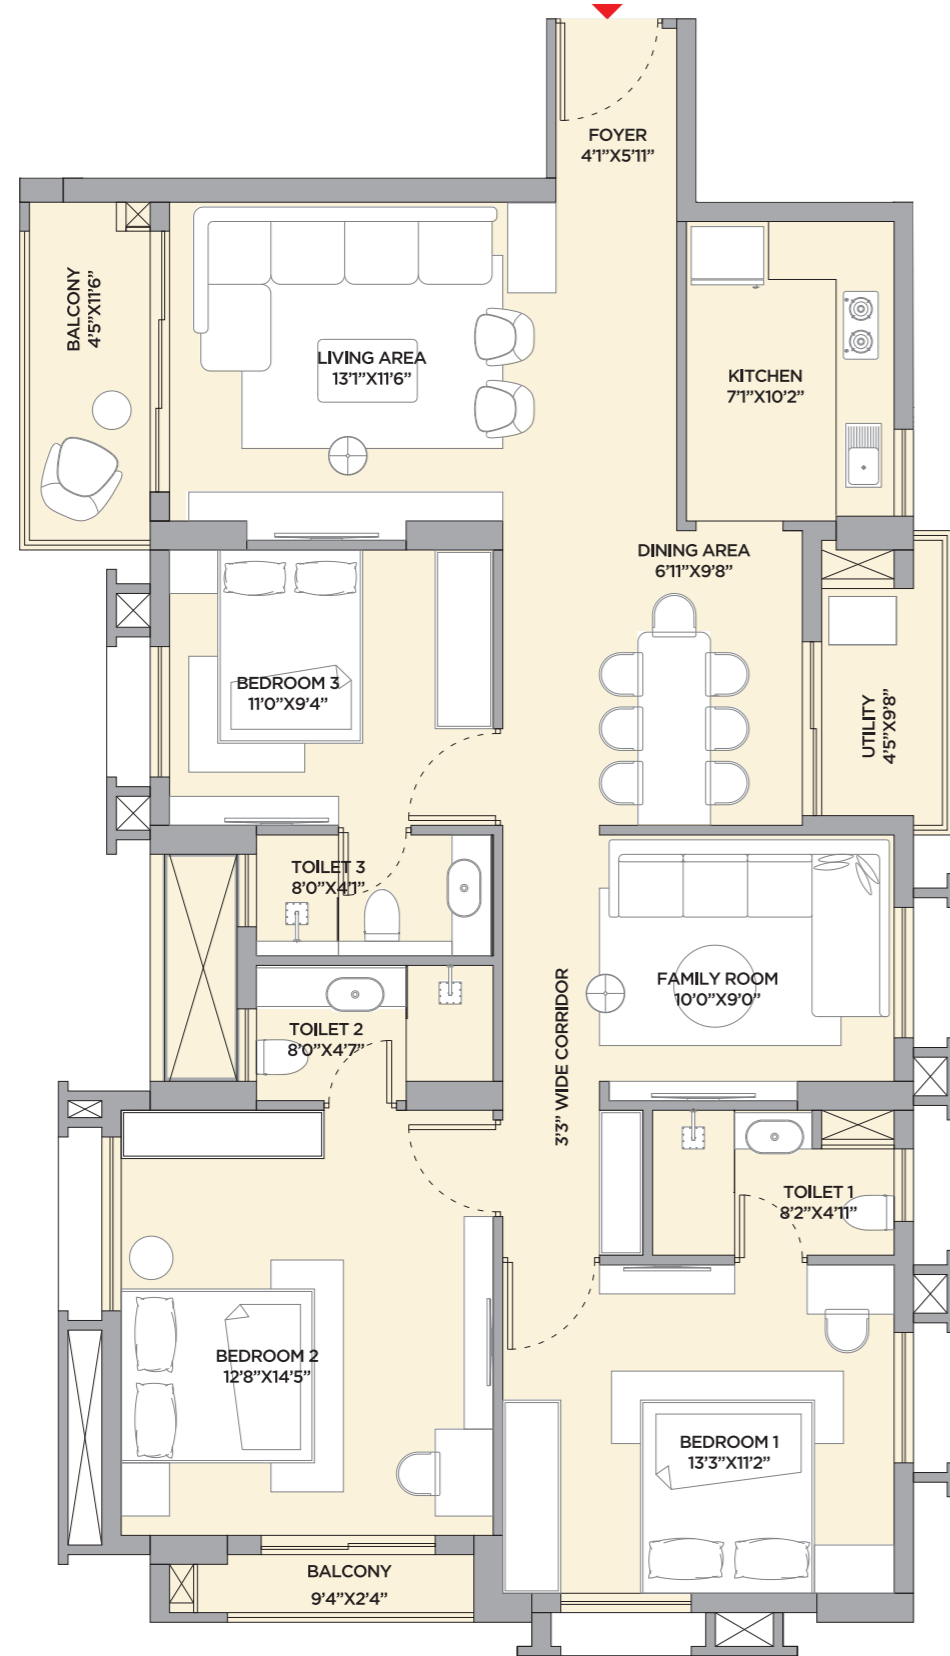 FOYER
4'1”X5'11”
BALCONY
4'5”X11'6”
LIVING AREA
13'1”X11'6”
KITCHEN
7'1”X10'2”
DINING AREA
6'11”X9'8”
BEDROOM 3
11'0”X9'4”
UTILITY
4'5”X9'8”
TOILET 3
8'0”X4'1”
FAMILY ROOM
10'0”X9'0”
TOILET 2
8'0”X4'7”
3'3” WIDE CORRIDOR
TOILET 1
8'2”X4'11”
BEDROOM 2
12'8”X14'5”
BEDROOM 1
13'3”X11'2”
BALCONY
9'4”X2'4”